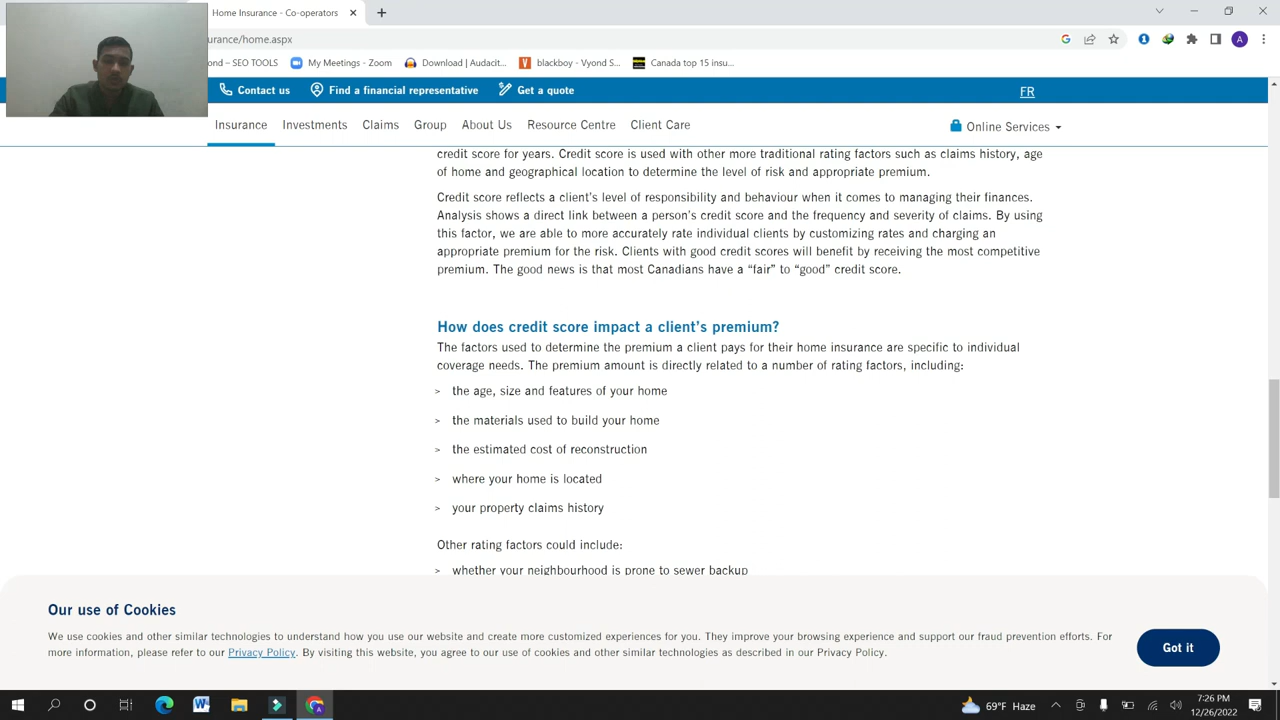 Home Insurance - Co-operators
urance/home.aspx
ond – SEO TOOLS
My Meetings - Zoom
Download | Audacit...
blackboy - Vyond S...
Canada top 15 insu...
A
Contact us
Find a financial representative
Get a quote
FR
Insurance
Investments
Claims
Group
About Us
Resource Centre
Client Care
Online Services
credit score for years. Credit score is used with other more traditional rating factors such as claims history, age
of home and geographical location to determine the level of risk and appropriate premium.
Credit score reflects a client's level of responsibility and behaviour when it comes to managing their finances.
Analysis shows a direct link between a person's credit score and the frequency and severity of claims. By using
this factor, we are able to more accurately rate individual clients by customizing rates and charging an
appropriate premium for the risk. Clients with good credit scores will benefit by receiving the most competitive
premium. The good news is that most Canadians have a “fair” to “good” credit score.
How does credit score impact a client's premium?
The factors used to determine the premium a client pays for their home insurance are specific to individual
coverage needs. The premium amount is directly related to a number of rating factors, including:
> the age, size and features of your home
> the materials used to build your home
> the estimated cost of reconstruction
> where your home is located
> your property claims history
Other rating factors could include:
> whether your neighbourhood is prone to sewer backup
Our use of Cookies
We use cookies and other similar technologies to understand how you use our website and create more customized experiences for you. They improve your browsing experience and support our fraud prevention efforts. For
more information, please refer to our Privacy Policy. By visiting this website, you agree to our use of cookies and other similar technologies as described in our Privacy Policy.
Got it
69°F Haze
7:26 PM
12/26/2022